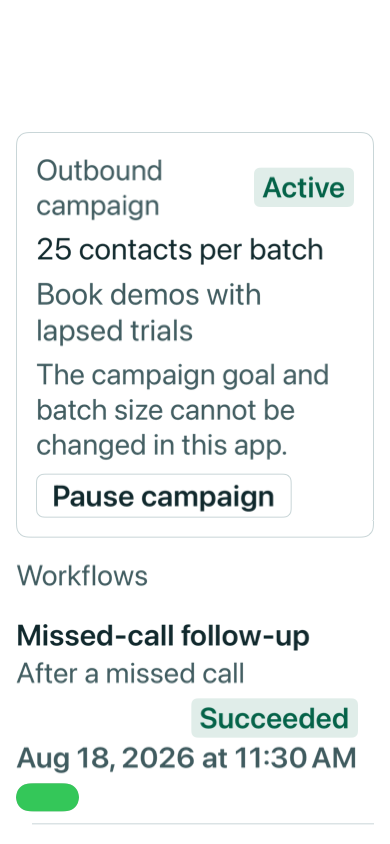 Outbound
campaign
Active
25 contacts per batch
Book demos with
lapsed trials
The campaign goal and
batch size cannot be
changed in this app.
Pause campaign
Workflows
Missed-call follow-up
After a missed call
Succeeded
Aug 18, 2026 at 11:30 AM